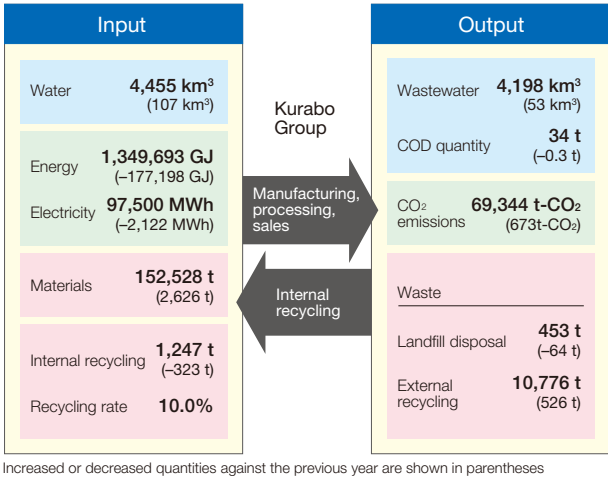 Input
Water 4,455 km³
(107 km³)
Energy 1,349,693 GJ
(–177,198 GJ)
Electricity 97,500 MWh
(–2,122 MWh)
Materials 152,528 t
(2,626 t)
Internal recycling 1,247 t
(–323 t)
Recycling rate 10.0%
Kurabo
Group
Manufacturing,
processing,
sales
Internal
recycling
Output
Wastewater 4,198 km³
(53 km³)
COD quantity 34 t
(–0.3 t)
CO₂
emissions 69,344 t-CO₂
(673t-CO₂)
Waste
Landfill disposal 453 t
(–64 t)
External
recycling 10,776 t
(526 t)
Increased or decreased quantities against the previous year are shown in parentheses